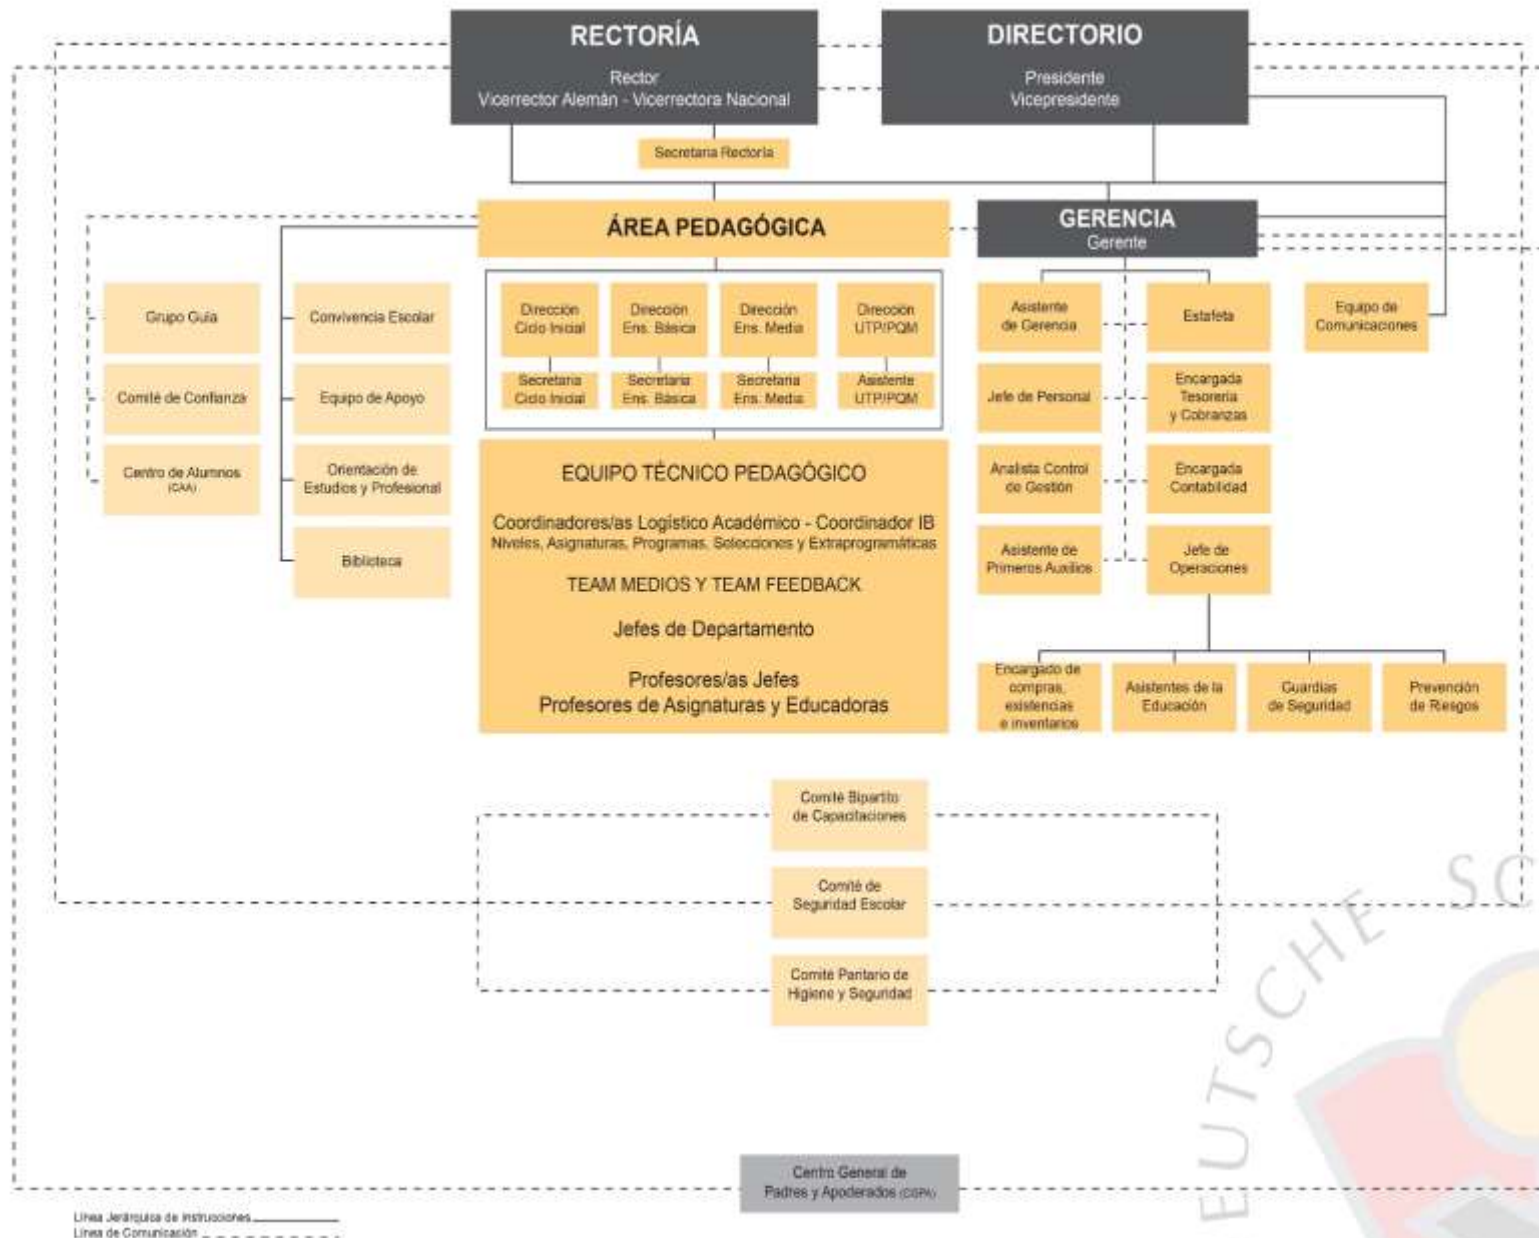 RECTORÍA
Rector
Vicerrector Alemán - Vicerrectora Nacional
DIRECTORIO
Presidente
Vicepresidente
Secretaria Rectoría
ÁREA PEDAGÓGICA
GERENCIA
Gerente
Grupo Guía
Comité de Confianza
Centro de Alumnos
(CAA)
Convivencia Escolar
Equipo de Apoyo
Orientación de
Estudios y Profesional
Biblioteca
Dirección
Ciclo Inicial
Dirección
Ens. Básica
Dirección
Ens. Media
Dirección
UTP/PQM
Secretaria
Ciclo Inicial
Secretaria
Ens. Básica
Secretaria
Ens. Media
Asistente
UTP/PQM
EQUIPO TÉCNICO PEDAGÓGICO
Coordinadores/as Logístico Académico - Coordinador IB
Niveles, Asignaturas, Programas, Selecciones y Extraprogramáticas
TEAM MEDIOS Y TEAM FEEDBACK
Jefes de Departamento
Profesores/as Jefes
Profesores de Asignaturas y Educadoras
Asistente
de Gerencia
Estafeta
Equipo de
Comunicaciones
Jefe de Personal
Encargada
Tesorería
y Cobranzas
Analista Control
de Gestión
Encargada
Contabilidad
Asistente de
Primeros Auxilios
Jefe de
Operaciones
Encargado de
compras,
existencias
e inventarios
Asistentes de la
Educación
Guardias
de Seguridad
Prevención
de Riesgos
Comité Bipartito
de Capacitaciones
Comité de
Seguridad Escolar
Comité Paritario de
Higiene y Seguridad
Centro General de
Padres y Apoderados (CGPA)
Línea Jerárquica de Instrucciones
Línea de Comunicación
EUTSCHE SC